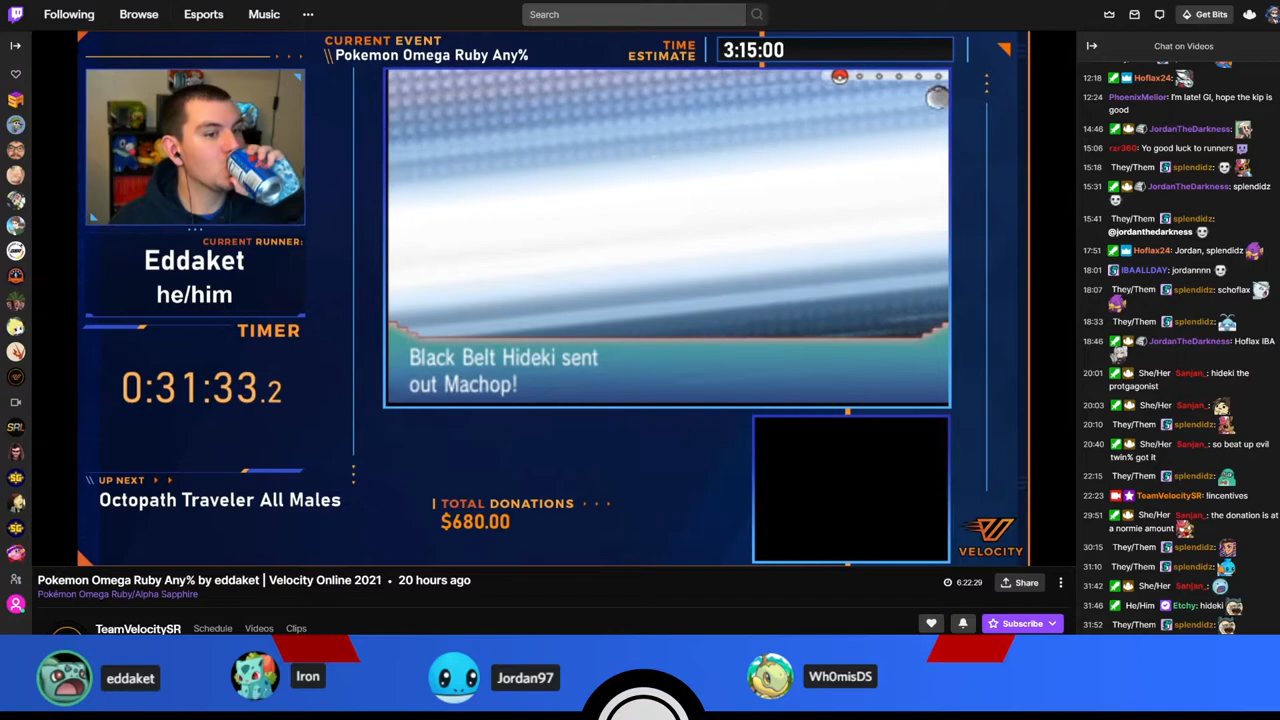 Following
Browse
Esports
Music
Search
Get Bits
CURRENT EVENT
\\ Pokemon Omega Ruby Any%
TIME
ESTIMATE
3:15:00
CURRENT RUNNER:
Eddaket
he/him
TIMER
0:31:33.2
\\ UP NEXT
Octopath Traveler All Males
Black Belt Hideki sent
out Machop!
TOTAL DONATIONS
$680.00
VELOCITY
Pokemon Omega Ruby Any% by eddaket | Velocity Online 2021 • 20 hours ago
Pokémon Omega Ruby/Alpha Sapphire
6:22:29
Share
TeamVelocitySR
Schedule
Videos
Clips
Subscribe
Chat on Videos
12:18 Hoflax24:
12:24 PhoenixMelior: I'm late! Gl, hope the kip is
good
14:46 JordanTheDarkness:
15:06 rzr360: Yo good luck to runners
15:18 They/Them splendidz:
15:31 JordanTheDarkness: splendidz
15:41 They/Them splendidz:
@jordanthedarkness
17:51 Hoflax24: Jordan, splendidz
18:01 IBAALLDAY: jordannnn
18:07 They/Them splendidz: schoflax
18:33 They/Them splendidz:
18:46 JordanTheDarkness: Hoflax IBA
20:01 She/Her Sanjan_: hideki the
protgagonist
20:03 She/Her Sanjan_:
20:10 They/Them splendidz:
20:40 She/Her Sanjan_: so beat up evil
twin% got it
22:15 They/Them splendidz:
22:23 TeamVelocitySR: !incentives
29:51 She/Her Sanjan_: the donation is at
a normie amount
30:15 They/Them splendidz:
31:10 They/Them splendidz:
31:42 She/Her Sanjan_:
31:46 He/Him Etchy: hideki
31:52 They/Them splendidz:
eddaket
Iron
Jordan97
Wh0misDS